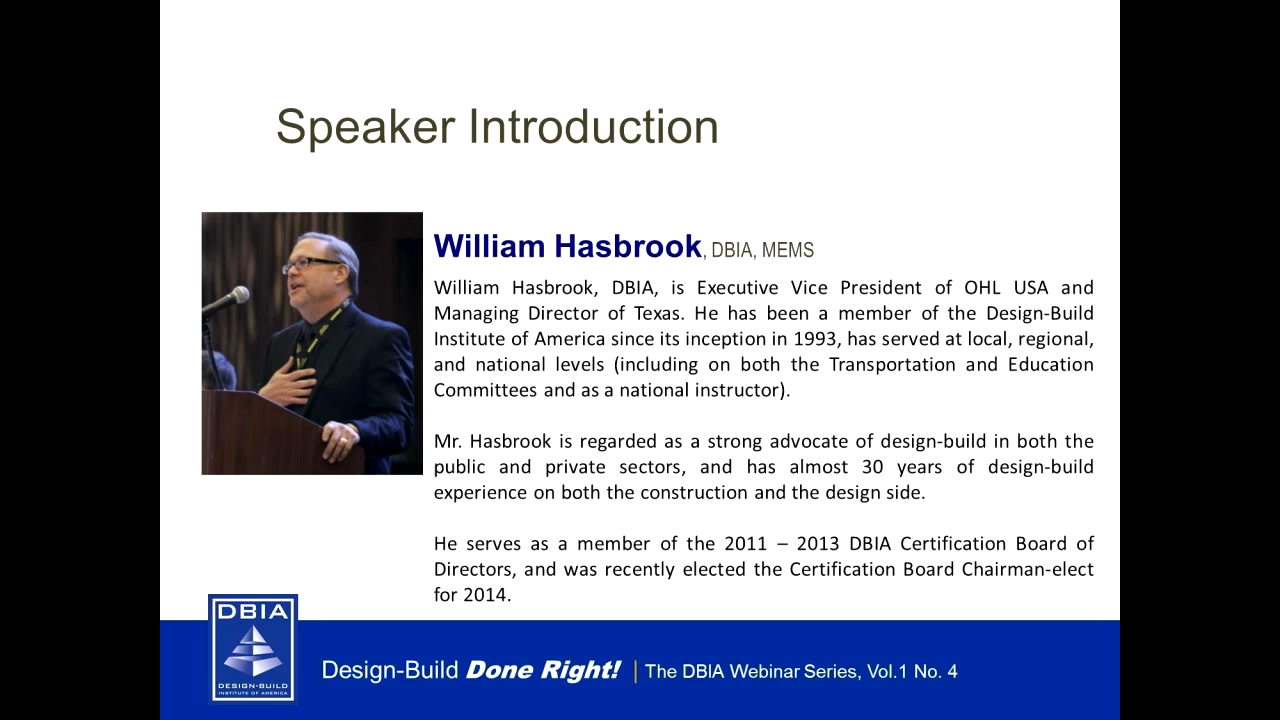 Speaker Introduction
William Hasbrook, DBIA, MEMS
William Hasbrook, DBIA, is Executive Vice President of OHL USA and
Managing Director of Texas. He has been a member of the Design-Build
Institute of America since its inception in 1993, has served at local, regional,
and national levels (including on both the Transportation and Education
Committees and as a national instructor).
Mr. Hasbrook is regarded as a strong advocate of design-build in both the
public and private sectors, and has almost 30 years of design-build
experience on both the construction and the design side.
He serves as a member of the 2011 – 2013 DBIA Certification Board of
Directors, and was recently elected the Certification Board Chairman-elect
for 2014.
DBIA
DESIGN-BUILD
INSTITUTE OF AMERICA
Design-Build Done Right! | The DBIA Webinar Series, Vol.1 No. 4